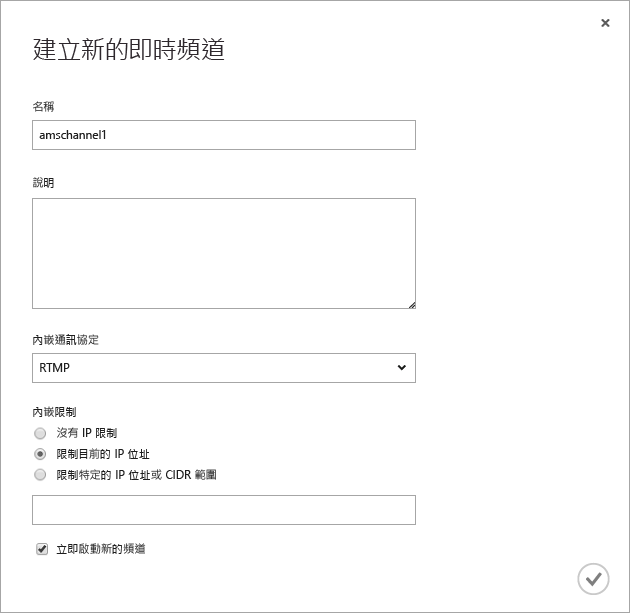 建立新的即時頻道
名稱
amschannel1
說明
內嵌通訊協定
RTMP
內嵌限制
沒有 IP 限制
限制目前的 IP 位址
限制特定的 IP 位址或 CIDR 範圍
立即啟動新的頻道